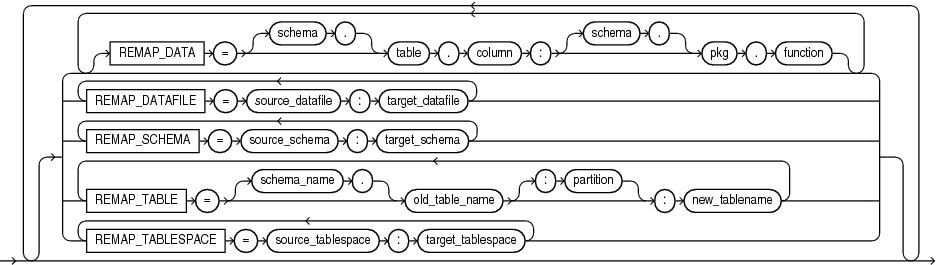 schema .
schema .
REMAP_DATA = table . column : pkg . function
REMAP_DATAFILE = source_datafile : target_datafile
REMAP_SCHEMA = source_schema : target_schema
schema_name . : partition
REMAP_TABLE = old_table_name : new_tablename
REMAP_TABLESPACE = source_tablespace : target_tablespace